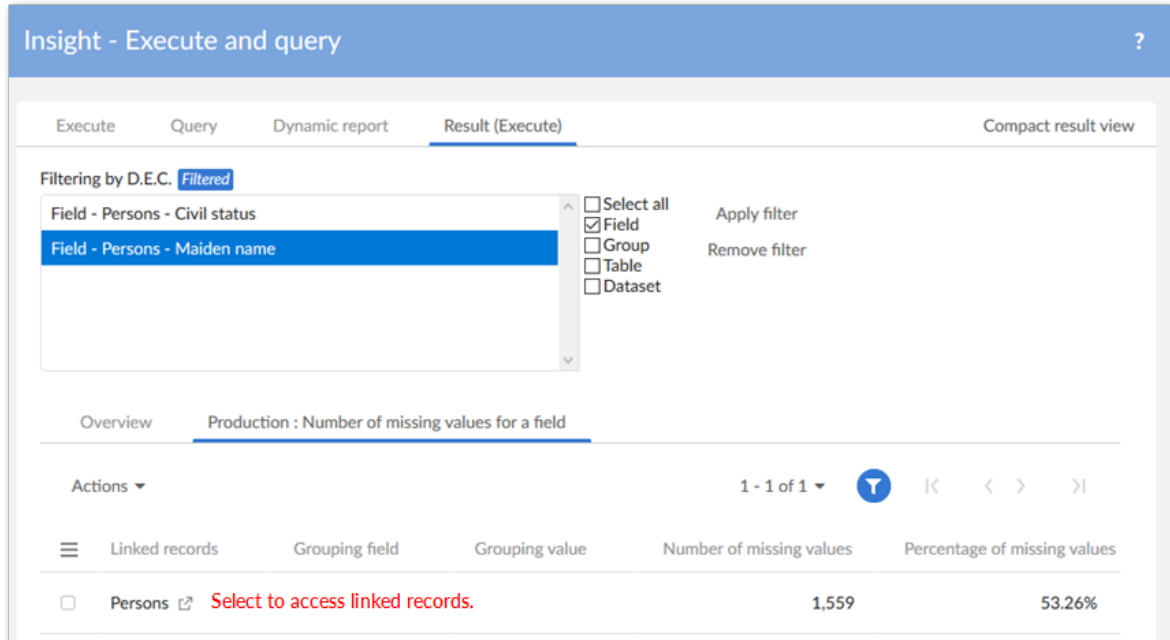 Insight - Execute and query ?
Execute Query Dynamic report Result (Execute) Compact result view
Filtering by D.E.C. Filtered
Field - Persons - Civil status
Field - Persons - Maiden name
Select all
Field
Group
Table
Dataset
Apply filter
Remove filter
Overview Production : Number of missing values for a field
Actions 1 - 1 of 1
Linked records Grouping field Grouping value Number of missing values Percentage of missing values
Persons Select to access linked records. 1,559 53.26%